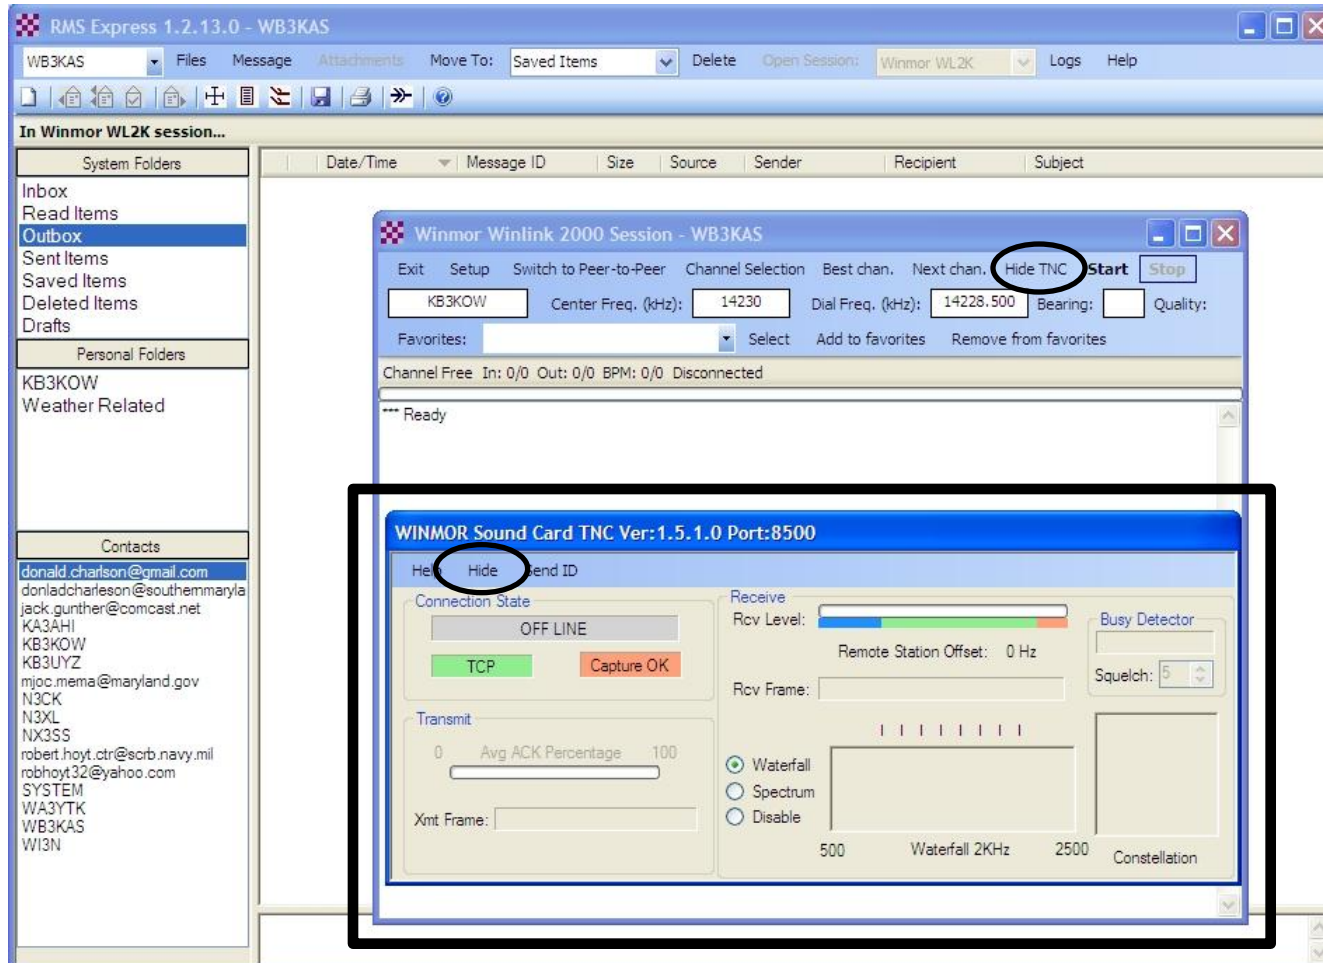 RMS Express 1.2.13.0 - WB3KAS
WB3KAS Files Message Attachments Move To: Saved Items Delete Open Session: Winmor WL2K Logs Help
In Winmor WL2K session...
System Folders
Inbox
Read Items
Outbox
Sent Items
Saved Items
Deleted Items
Drafts
Personal Folders
KB3KOW
Weather Related
Contacts
donald.charlson@gmail.com
donladcharleson@southernmaryla
jack.gunther@comcast.net
KA3AHI
KB3KOW
KB3UYZ
mjoc.mema@maryland.gov
N3CK
N3XL
NX3SS
robert.hoyt.ctr@scrb.navy.mil
robhoyt32@yahoo.com
SYSTEM
WA3YTK
WB3KAS
WI3N
Date/Time Message ID Size Source Sender Recipient Subject
Winmor Winlink 2000 Session - WB3KAS
Exit Setup Switch to Peer-to-Peer Channel Selection Best chan. Next chan. Hide TNC Start Stop
KB3KOW Center Freq. (kHz): 14230 Dial Freq. (kHz): 14228.500 Bearing: Quality:
Favorites: Select Add to favorites Remove from favorites
Channel Free In: 0/0 Out: 0/0 BPM: 0/0 Disconnected
*** Ready
WINMOR Sound Card TNC Ver:1.5.1.0 Port:8500
Help Hide Send ID
Connection State
OFF LINE
TCP Capture OK
Transmit
0 Avg ACK Percentage 100
Xmt Frame:
Receive
Rcv Level:
Remote Station Offset: 0 Hz
Rcv Frame:
Waterfall
Spectrum
Disable
500 Waterfall 2KHz 2500
Busy Detector
Squelch: 5
Constellation